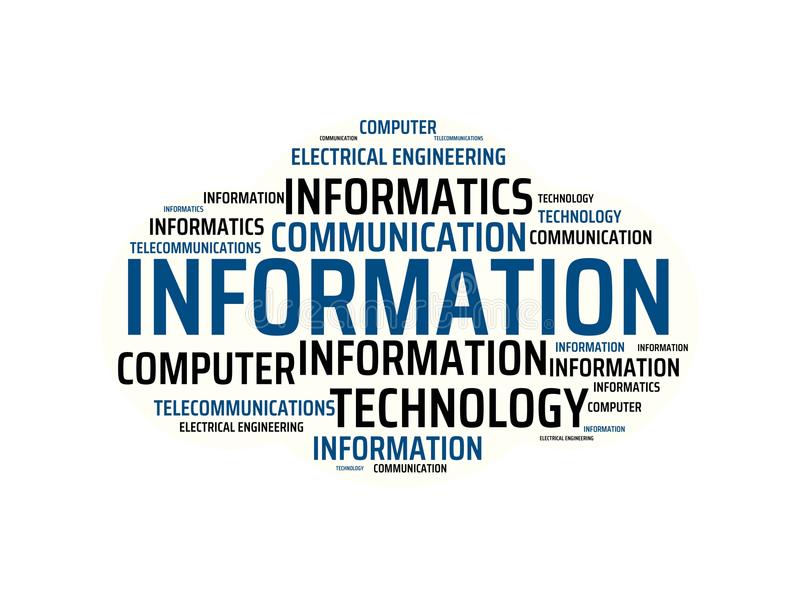 COMPUTER
COMMUNICATION
TELECOMMUNICATIONS
ELECTRICAL ENGINEERING
INFORMATION
INFORMATICS
TECHNOLOGY
INFORMATICS
TECHNOLOGY
INFORMATICS
COMMUNICATION
COMMUNICATION
TELECOMMUNICATIONS
INFORMATION
dreamstime
INFORMATION
INFORMATION
INFORMATION
COMPUTER
INFORMATION
INFORMATICS
TECHNOLOGY
TELECOMMUNICATIONS
COMPUTER
ELECTRICAL ENGINEERING
INFORMATION
ELECTRICAL ENGINEERING
INFORMATION
TECHNOLOGY
COMMUNICATION